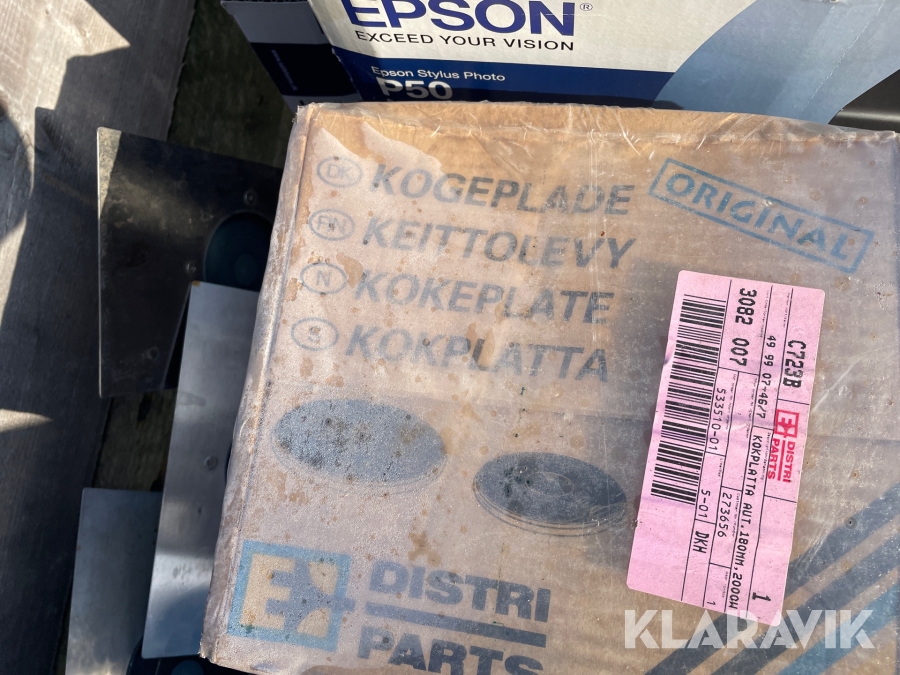 EPSON®
EXCEED YOUR VISION
Epson Stylus Photo
P50
DK KOGEPLADE
FIN KEITTOLEVY
N KOKEPLATE
KOKPLATTA
ORIGINAL
DISTRI
PARTS
C723B
DISTRI
PARTS
49 99 07-46/7
KOKPLATTA AUT.180MM,2000W
1
3082 007
533510-01
273656
5-01
DKH
1
KLARAVIK